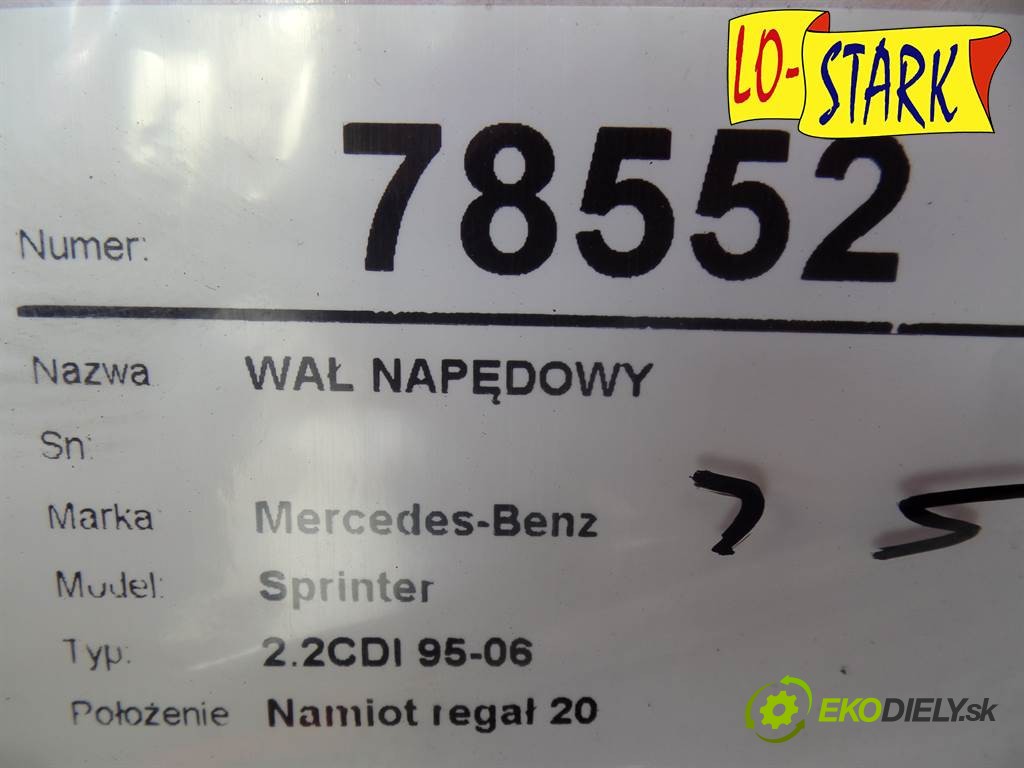 LO-STARK
Numer: 78552
Nazwa WAŁ NAPĘDOWY
Sn:
Marka Mercedes-Benz
Model: Sprinter
Typ: 2.2CDI 95-06
Położenie Namiot regał 20
EKODIELY.sk